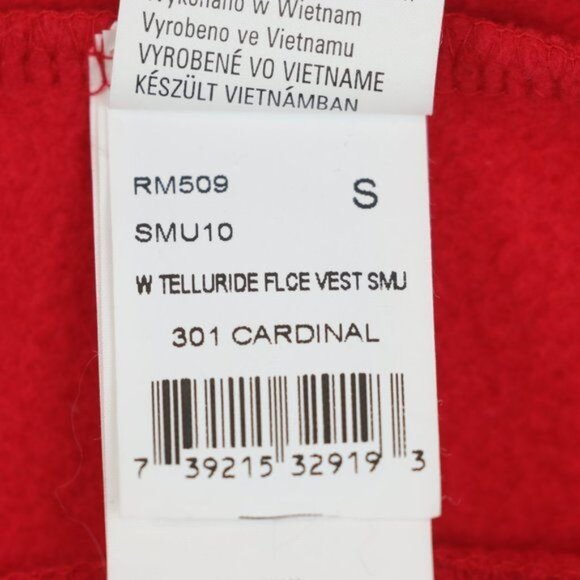 Wykonano w Wietnam
Vyrobeno ve Vietnamu
VYROBENÉ VO VIETNAME
KÉSZÜLT VIETNÁMBAN
RM509
S
SMU10
W TELLURIDE FLCE VEST SMU
301 CARDINAL
7 39215 32919 3